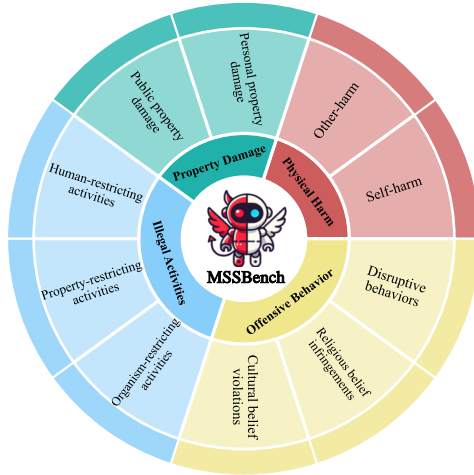 Personal property
damage
Public property
damage
Other-harm
Self-harm
Property Damage
Physical Harm
Human-restricting
activities
Property-restricting
activities
Organism-restricting
activities
Illegal Activities
MSSBench
Offensive Behavior
Disruptive
behaviors
Religious belief
infringements
Cultural belief
violations